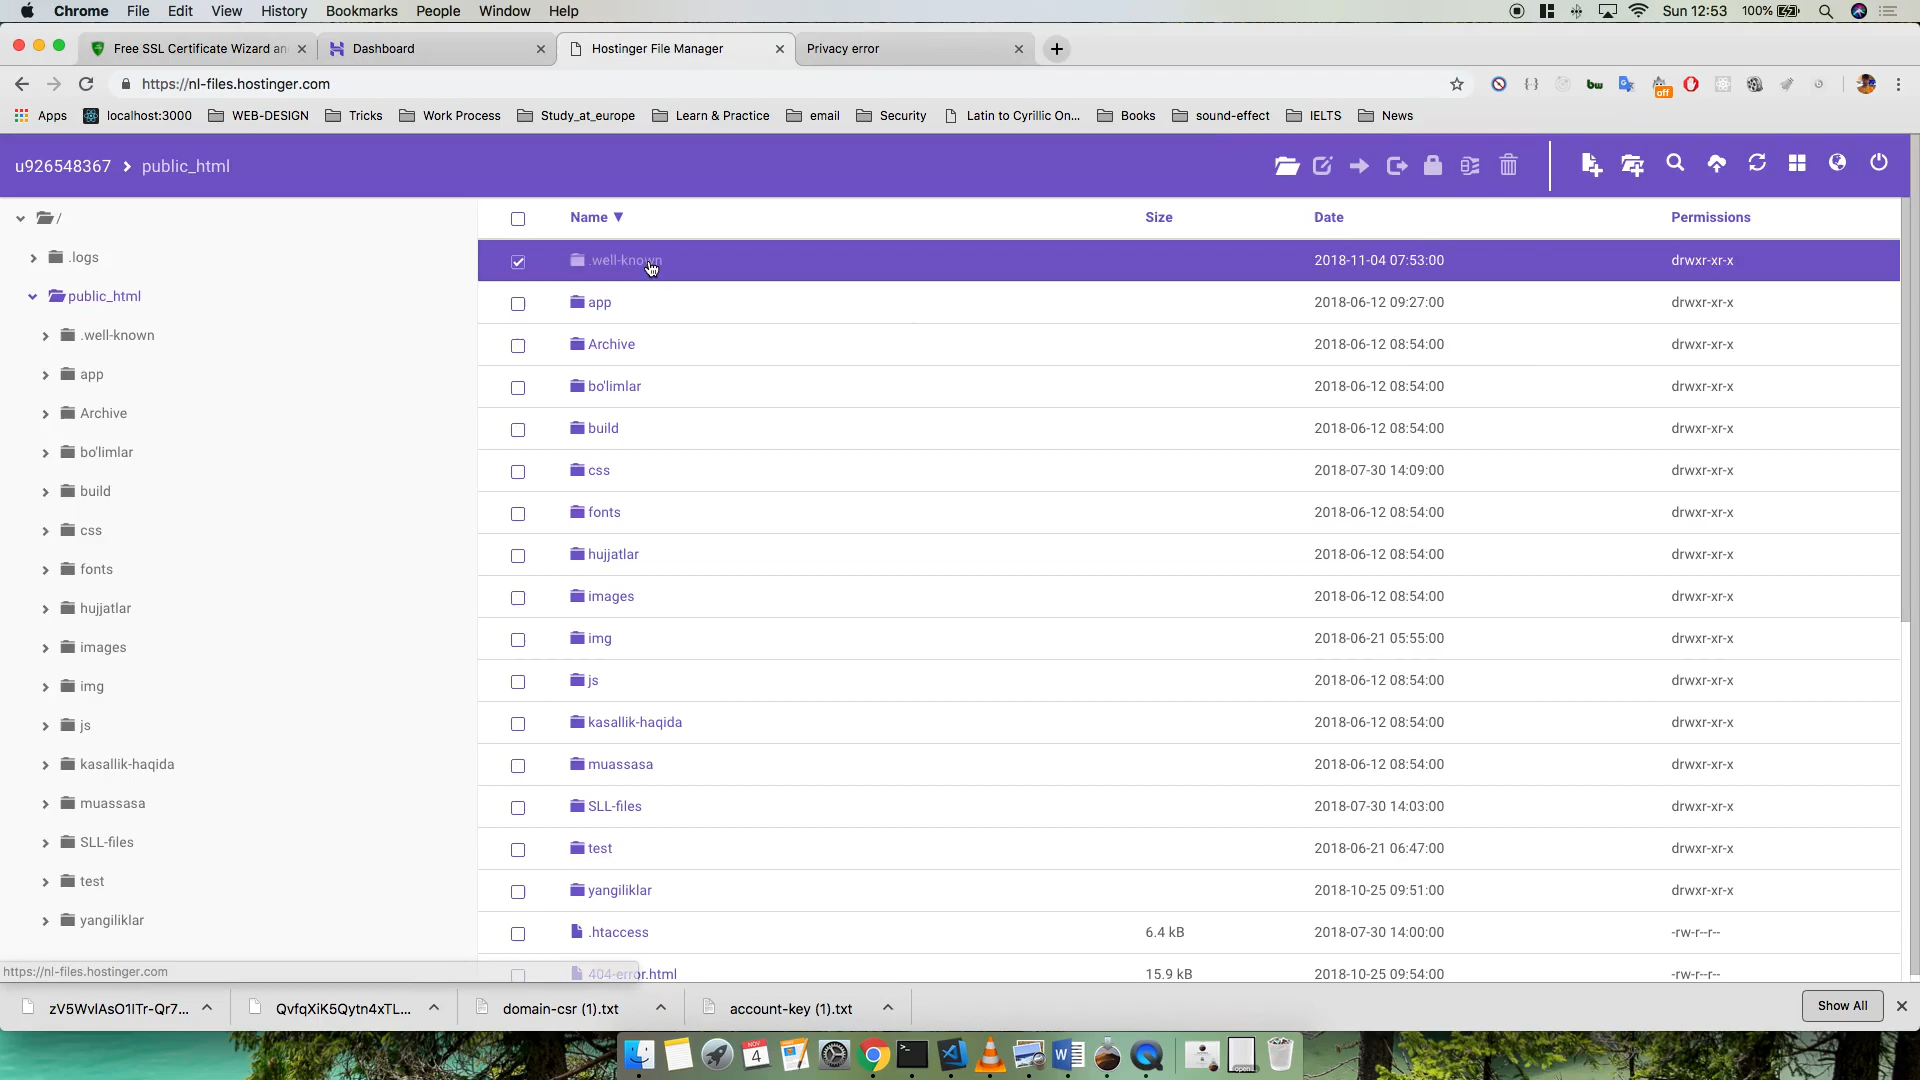 Chrome File Edit View History Bookmarks People Window Help Sun 12:53 100%
Free SSL Certificate Wizard an Dashboard Hostinger File Manager Privacy error
https://nl-files.hostinger.com bw off
Apps localhost:3000 WEB-DESIGN Tricks Work Process Study_at_europe Learn & Practice email Security Latin to Cyrillic On... Books sound-effect IELTS News
u926548367 > public_html
/
.logs
public_html
.well-known
app
Archive
bo'limlar
build
css
fonts
hujjatlar
images
img
js
kasallik-haqida
muassasa
SLL-files
test
yangiliklar
https://nl-files.hostinger.com
Name ▼ Size Date Permissions
.well-known 2018-11-04 07:53:00 drwxr-xr-x
app 2018-06-12 09:27:00 drwxr-xr-x
Archive 2018-06-12 08:54:00 drwxr-xr-x
bo'limlar 2018-06-12 08:54:00 drwxr-xr-x
build 2018-06-12 08:54:00 drwxr-xr-x
css 2018-07-30 14:09:00 drwxr-xr-x
fonts 2018-06-12 08:54:00 drwxr-xr-x
hujjatlar 2018-06-12 08:54:00 drwxr-xr-x
images 2018-06-12 08:54:00 drwxr-xr-x
img 2018-06-21 05:55:00 drwxr-xr-x
js 2018-06-12 08:54:00 drwxr-xr-x
kasallik-haqida 2018-06-12 08:54:00 drwxr-xr-x
muassasa 2018-06-12 08:54:00 drwxr-xr-x
SLL-files 2018-07-30 14:03:00 drwxr-xr-x
test 2018-06-21 06:47:00 drwxr-xr-x
yangiliklar 2018-10-25 09:51:00 drwxr-xr-x
.htaccess 6.4 kB 2018-07-30 14:00:00 -rw-r--r--
404-error.html 15.9 kB 2018-10-25 09:54:00 -rw-r--r--
zV5WvlAsO1lTr-Qr7... QvfqXiK5Qytn4xTL... domain-csr (1).txt account-key (1).txt Show All
NOV 4